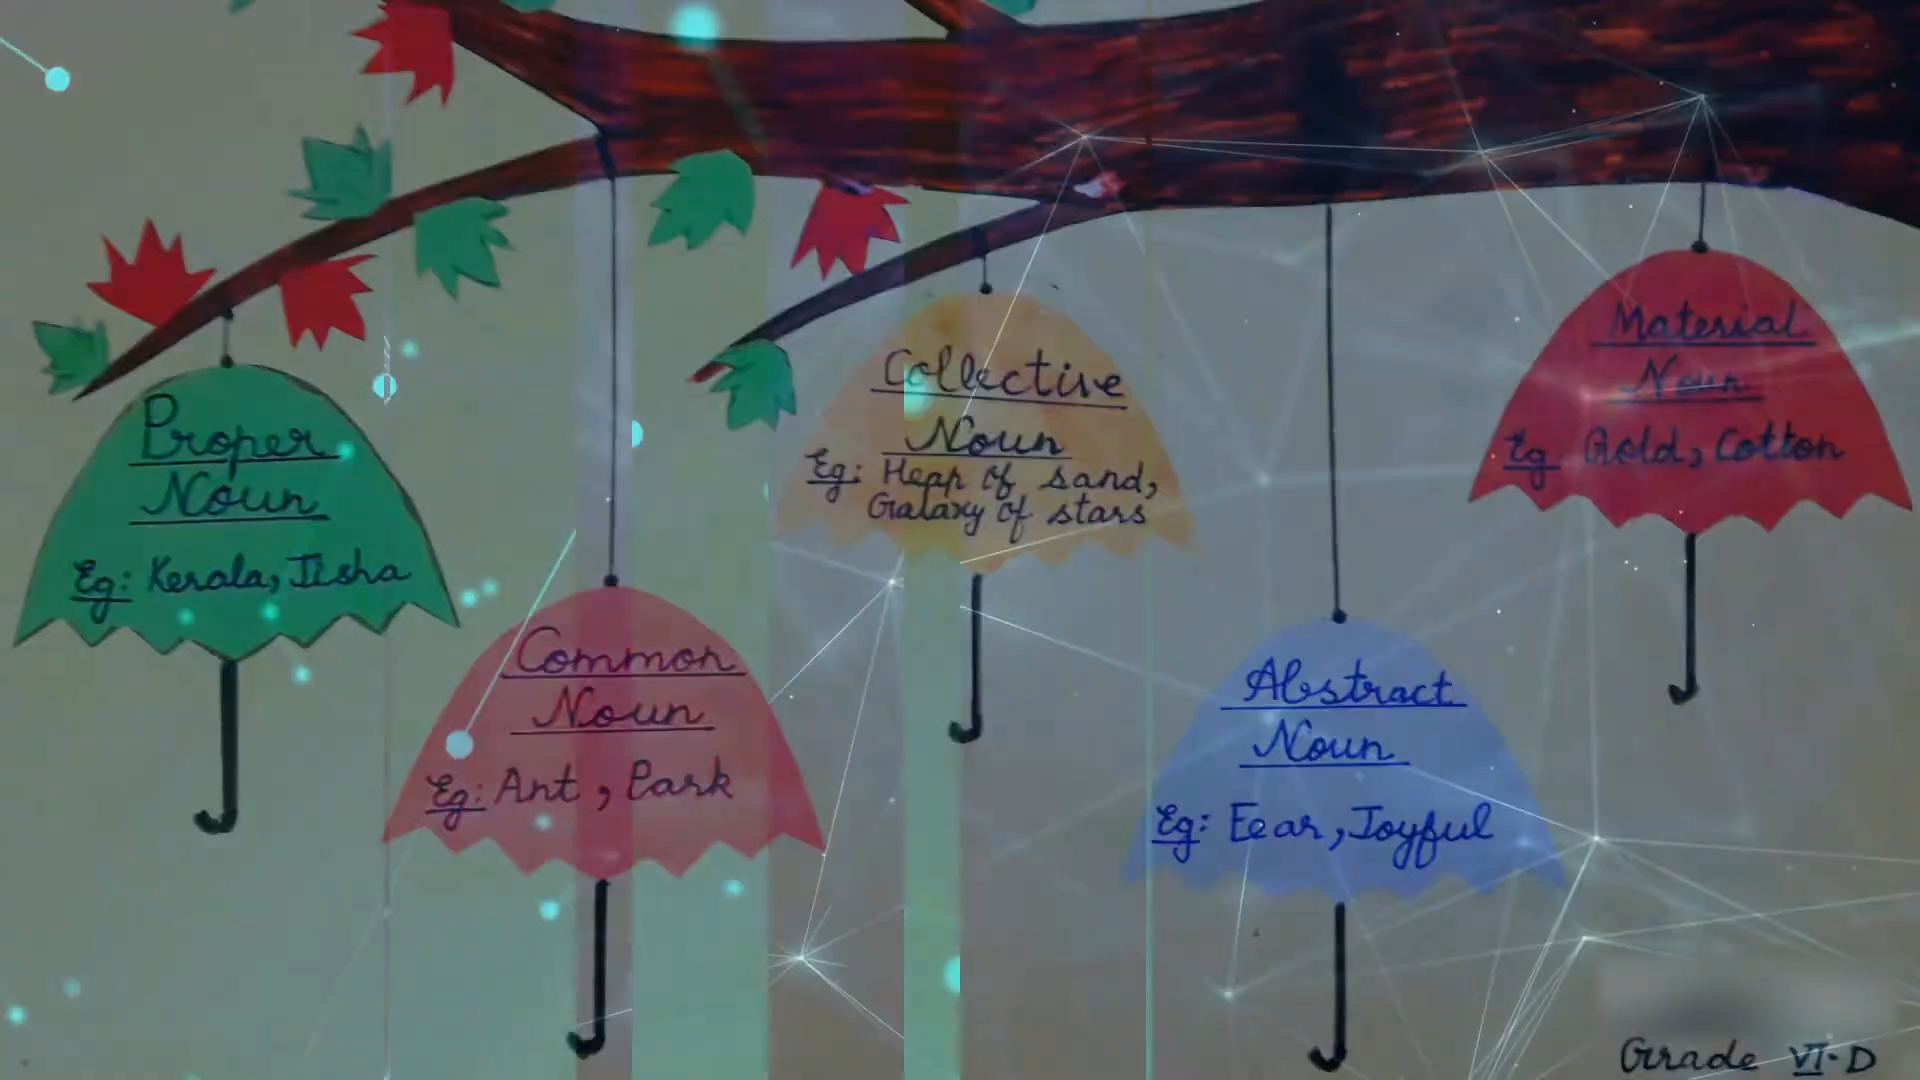 Proper
Noun
Eg: Kerala, Jisha
Common
Noun
Eg: Ant, Park
Collective
Noun
Eg: Heap of sand,
Galaxy of stars
Abstract
Noun
Eg: Fear, Joyful
Material
Noun
Eg Gold, Cotton
Grade VI-D